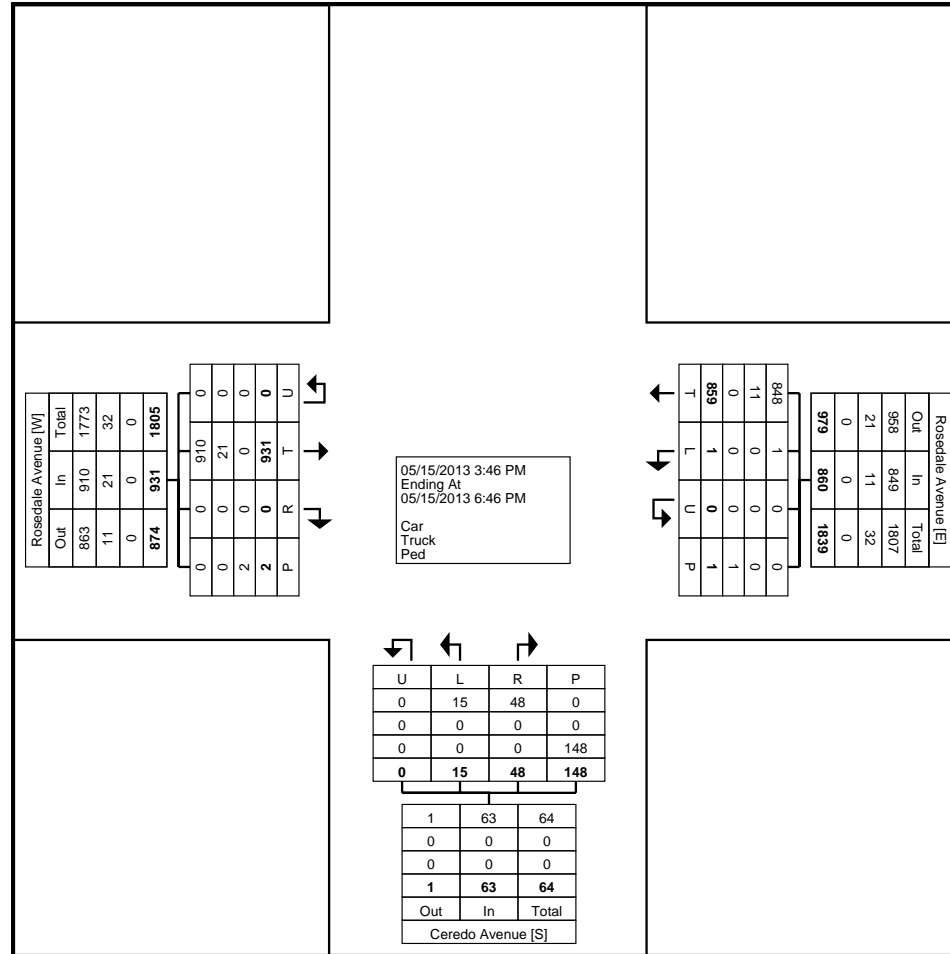 Rosedale Avenue [W]
Total In Out
1773 910 863
32 21 11
0 0 0
1805 931 874
0 910 0 0
0 21 0 0
0 0 0 2
0 931 0 2
U T R P
05/15/2013 3:46 PM
Ending At
05/15/2013 6:46 PM
Car
Truck
Ped
Rosedale Avenue [E]
Out In Total
958 849 1807
21 11 32
0 0 0
979 860 1839
848 1 0 0
11 0 0 0
0 0 0 1
859 1 0 1
T L U P
U L R P
0 15 48 0
0 0 0 0
0 0 0 148
0 15 48 148
1 63 64
0 0 0
0 0 0
1 63 64
Out In Total
Ceredo Avenue [S]